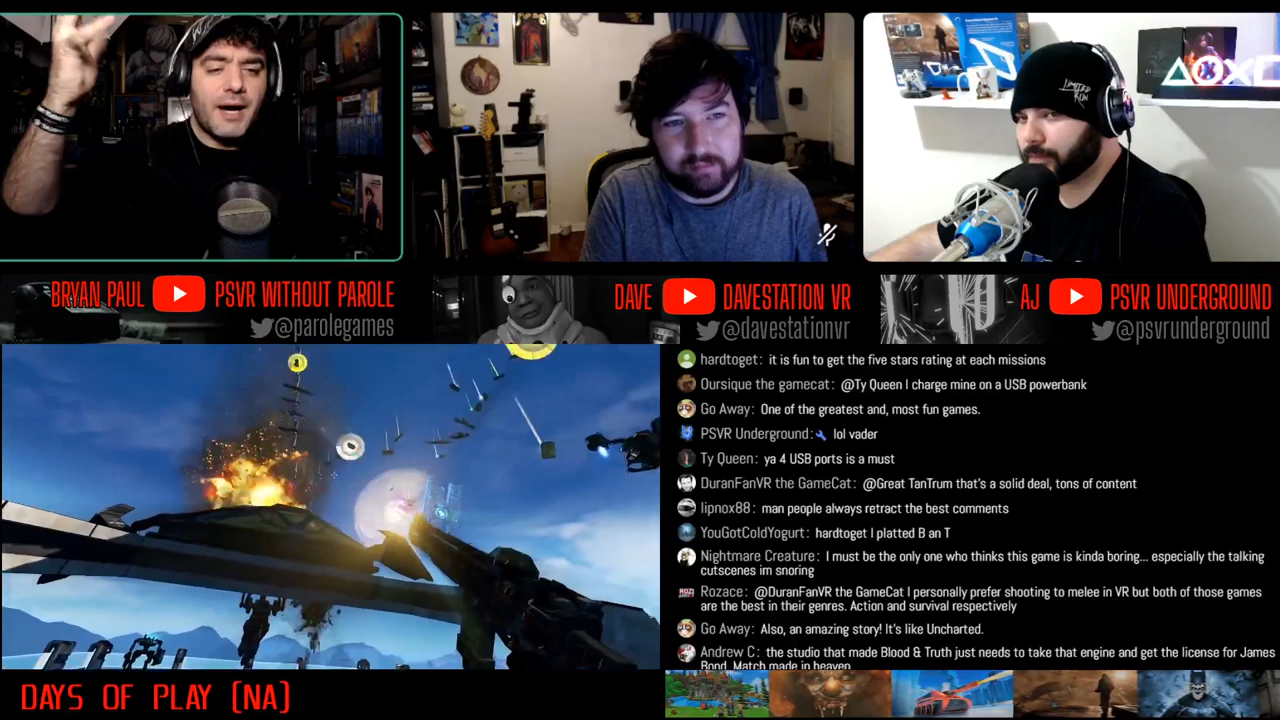 LIMITED
RUN
BRYAN PAUL PSVR WITHOUT PAROLE
@parolegames
DAVE DAVESTATION VR
@davestationvr
AJ PSVR UNDERGROUND
@psvrunderground
hardtoget: it is fun to get the five stars rating at each missions
Oursique the gamecat: @Ty Queen I charge mine on a USB powerbank
Go Away: One of the greatest and, most fun games.
PSVR Underground: lol vader
Ty Queen: ya 4 USB ports is a must
DuranFanVR the GameCat: @Great TanTrum that's a solid deal, tons of content
lipnox88: man people always retract the best comments
YouGotColdYogurt: hardtoget I platted B an T
Nightmare Creature: I must be the only one who thinks this game is kinda boring... especially the talking
cutscenes im snoring
Rozace: @DuranFanVR the GameCat I personally prefer shooting to melee in VR but both of those games
are the best in their genres. Action and survival respectively
Go Away: Also, an amazing story! It's like Uncharted.
Andrew C: the studio that made Blood & Truth just needs to take that engine and get the license for James
Bond. Match made in heaven
DAYS OF PLAY (NA)